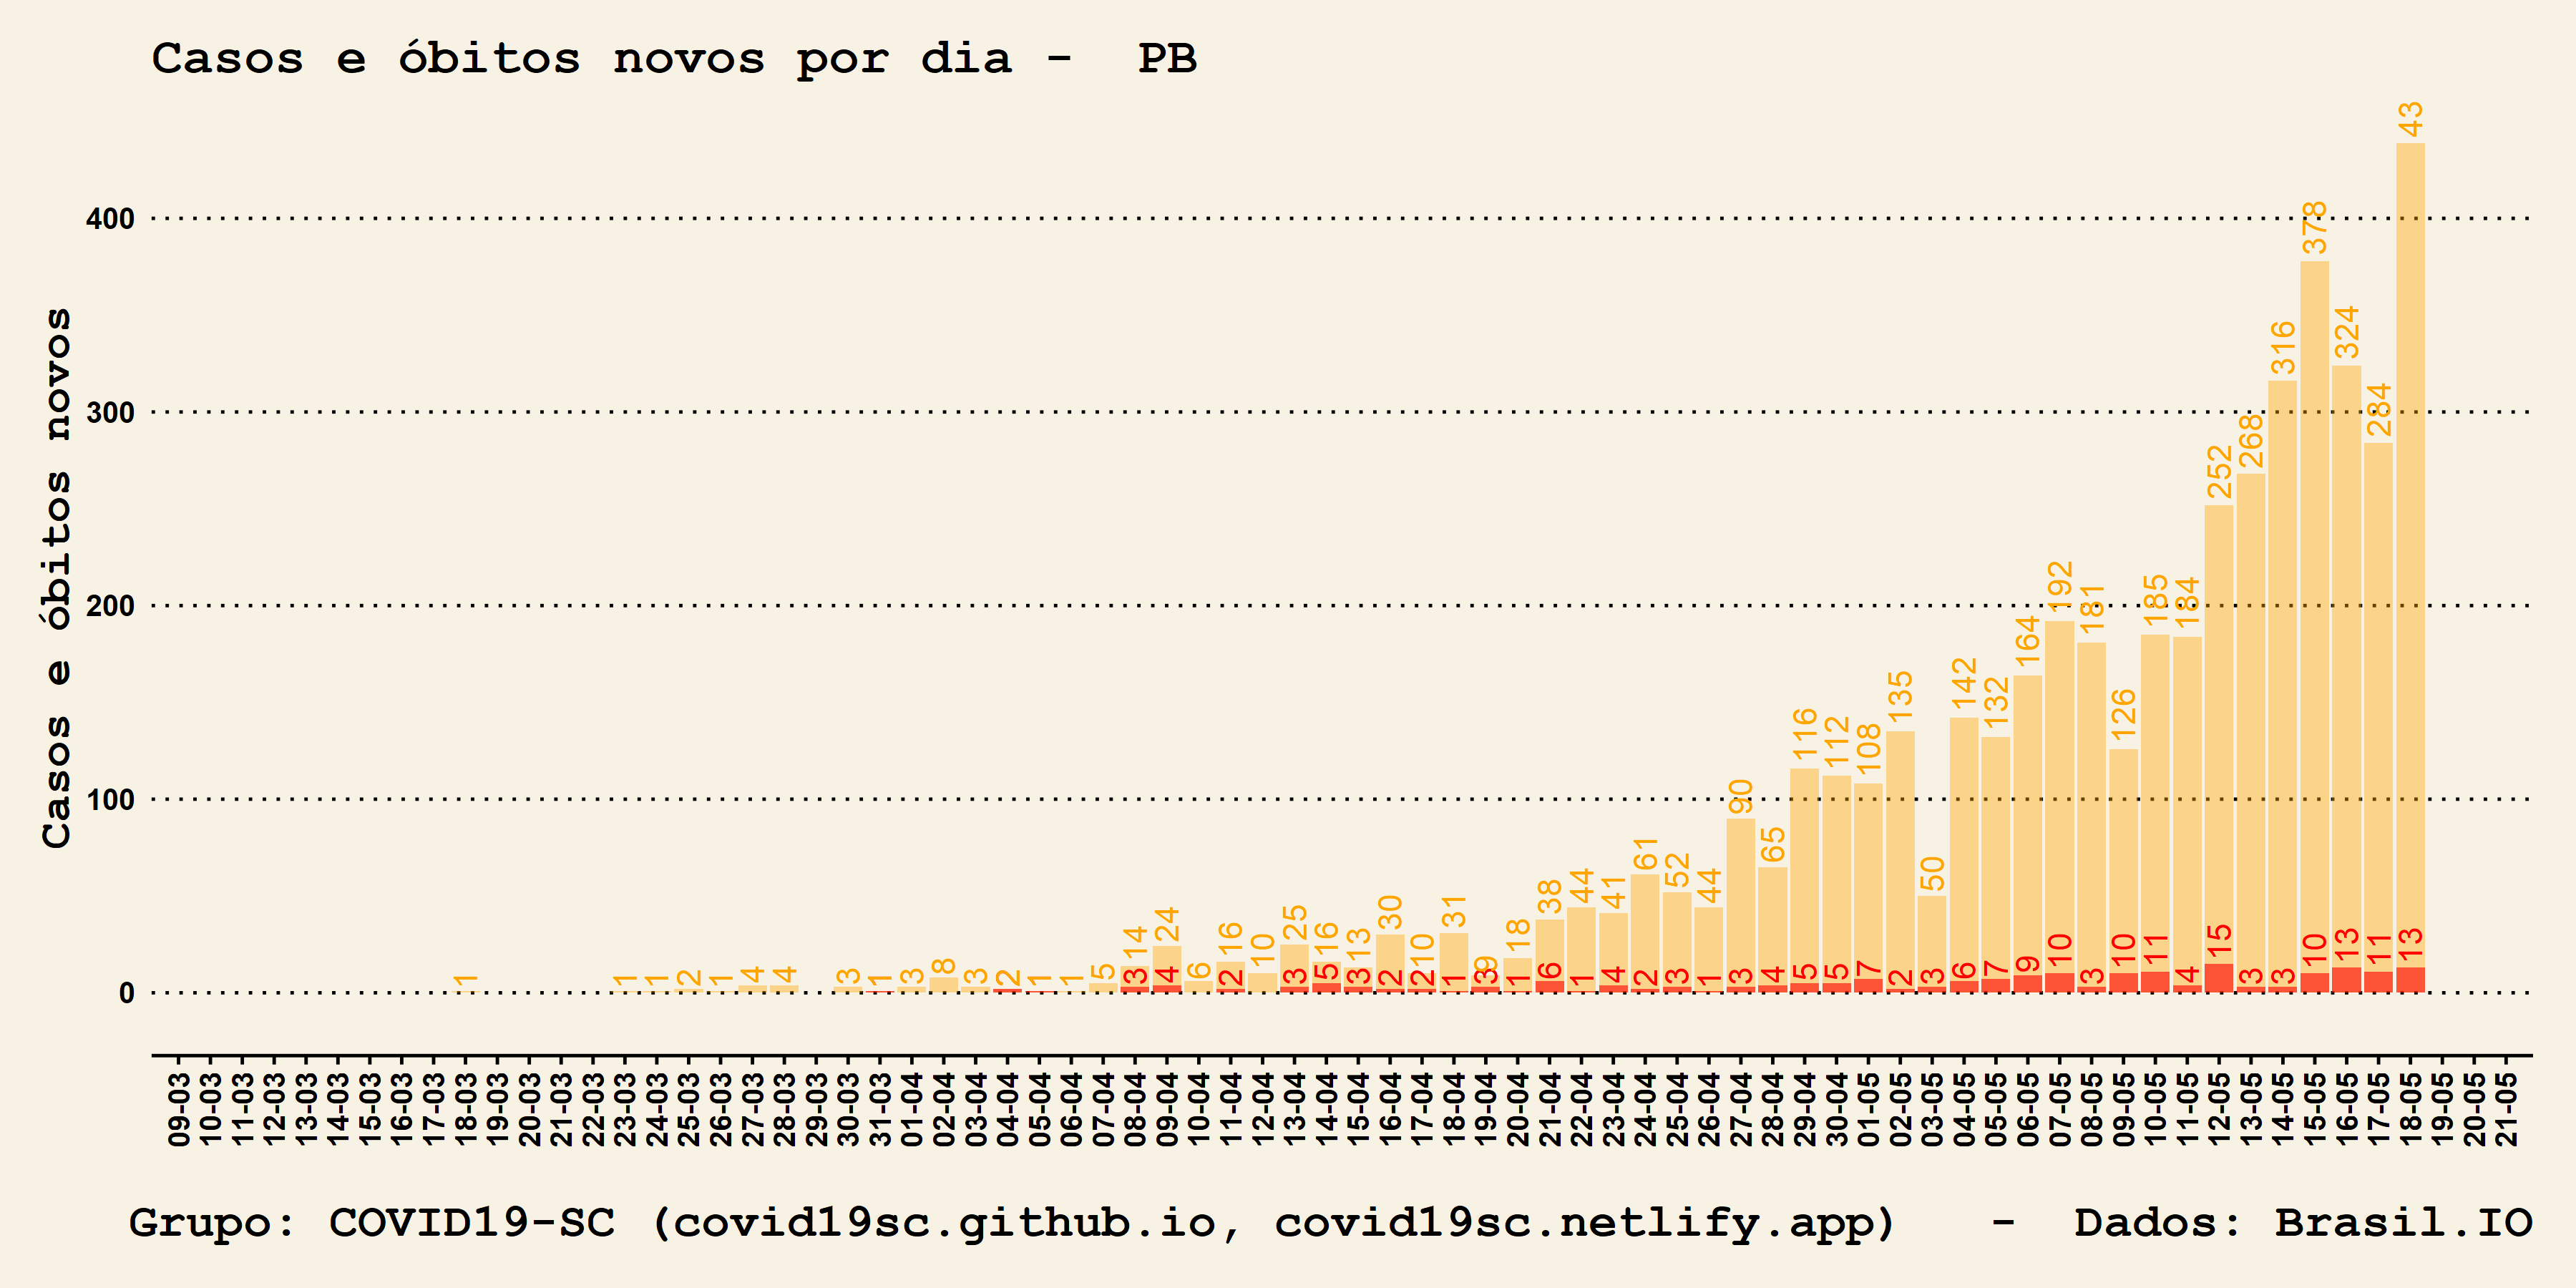 Casos e óbitos novos por dia - PB
Casos e óbitos novos
400
300
200
100
0
1 1 1 2 1 4 4 3 1 3 8 3 2 1 1 5 14 24 6 16 10 25 16 13 30 10 31 9 18 38 44 41 61 52 44 90 65 116 112 108 135 50 142 132 164 192 181 126 185 184 252 268 316 378 324 284 43
3 4 2 3 5 3 2 2 1 3 1 6 1 4 2 3 1 3 4 5 5 7 2 3 6 7 9 10 3 10 11 4 15 3 3 10 13 11 13
09-03 10-03 11-03 12-03 13-03 14-03 15-03 16-03 17-03 18-03 19-03 20-03 21-03 22-03 23-03 24-03 25-03 26-03 27-03 28-03 29-03 30-03 31-03 01-04 02-04 03-04 04-04 05-04 06-04 07-04 08-04 09-04 10-04 11-04 12-04 13-04 14-04 15-04 16-04 17-04 18-04 19-04 20-04 21-04 22-04 23-04 24-04 25-04 26-04 27-04 28-04 29-04 30-04 01-05 02-05 03-05 04-05 05-05 06-05 07-05 08-05 09-05 10-05 11-05 12-05 13-05 14-05 15-05 16-05 17-05 18-05 19-05 20-05 21-05
Grupo: COVID19-SC (covid19sc.github.io, covid19sc.netlify.app) - Dados: Brasil.IO